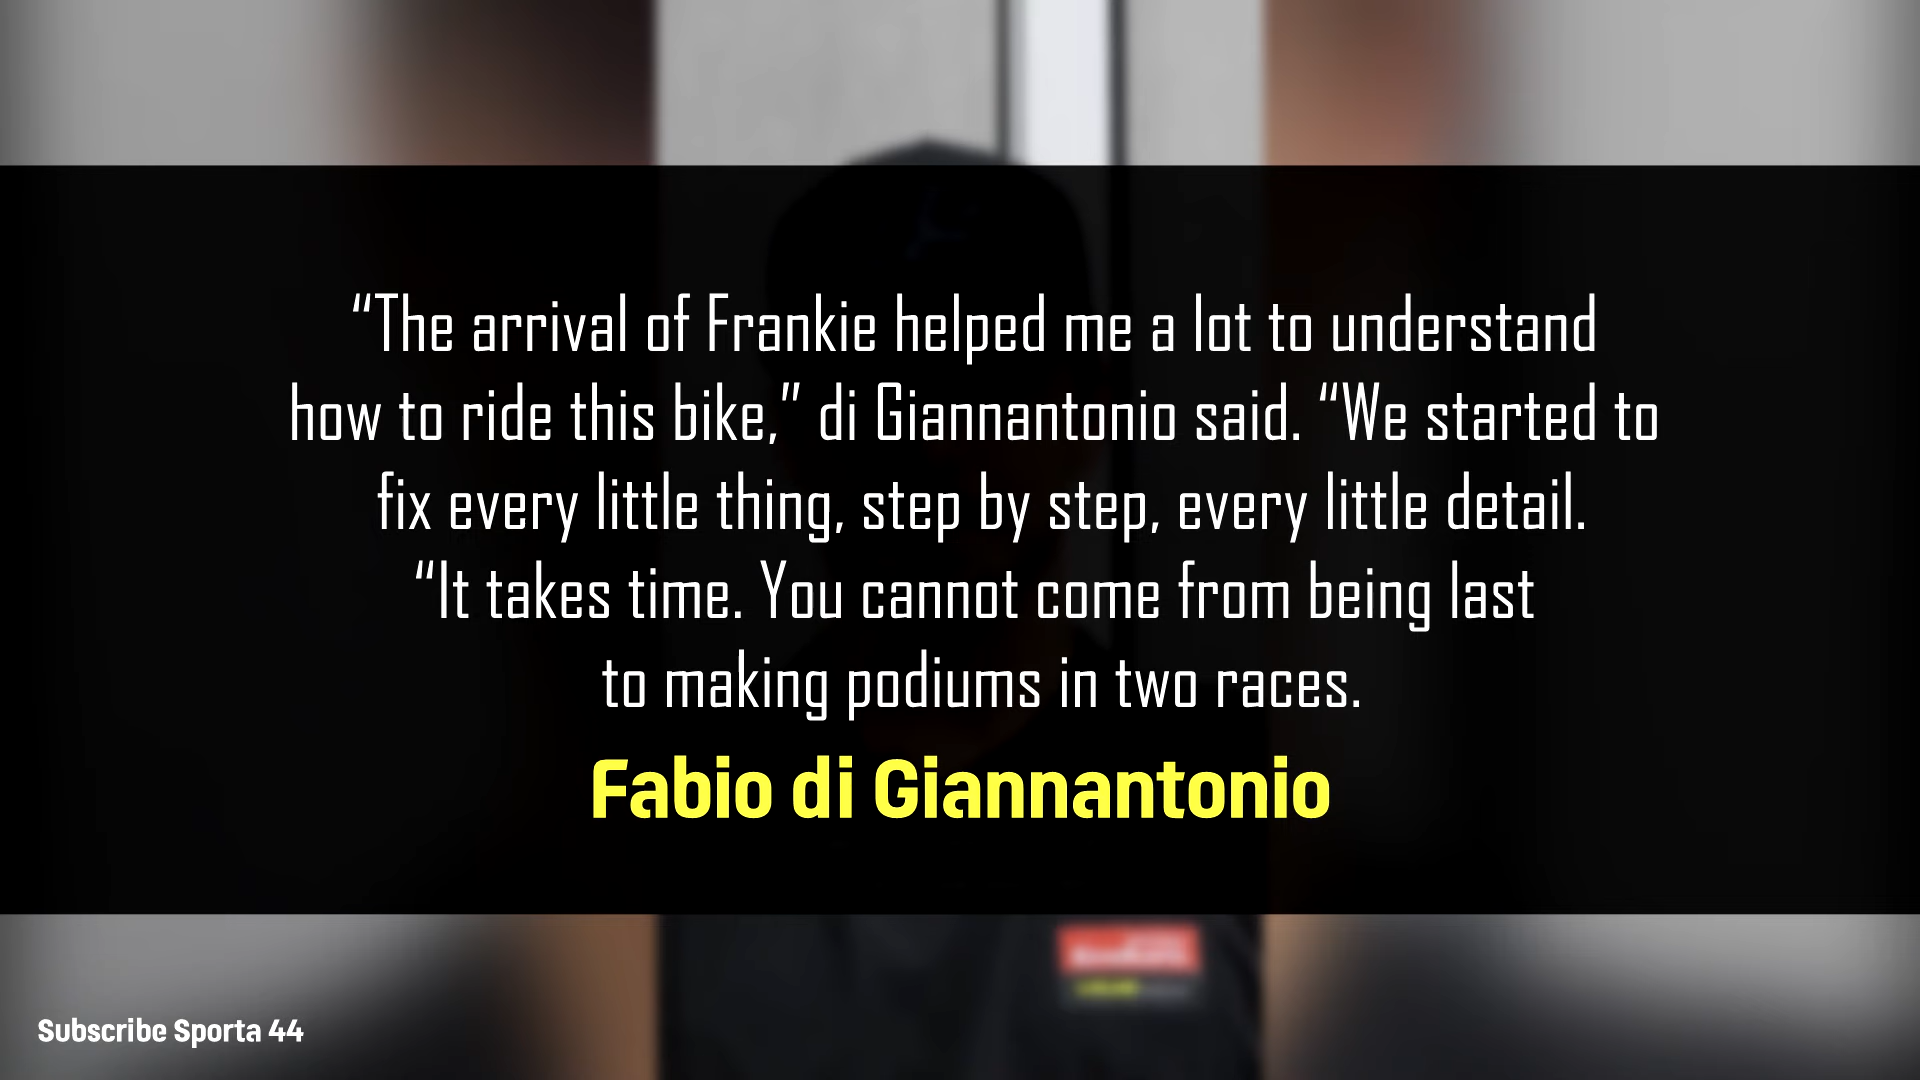 “The arrival of Frankie helped me a lot to understand
how to ride this bike,” di Giannantonio said. “We started to
fix every little thing, step by step, every little detail.
“It takes time. You cannot come from being last
to making podiums in two races.
Fabio di Giannantonio
Subscribe Sporta 44